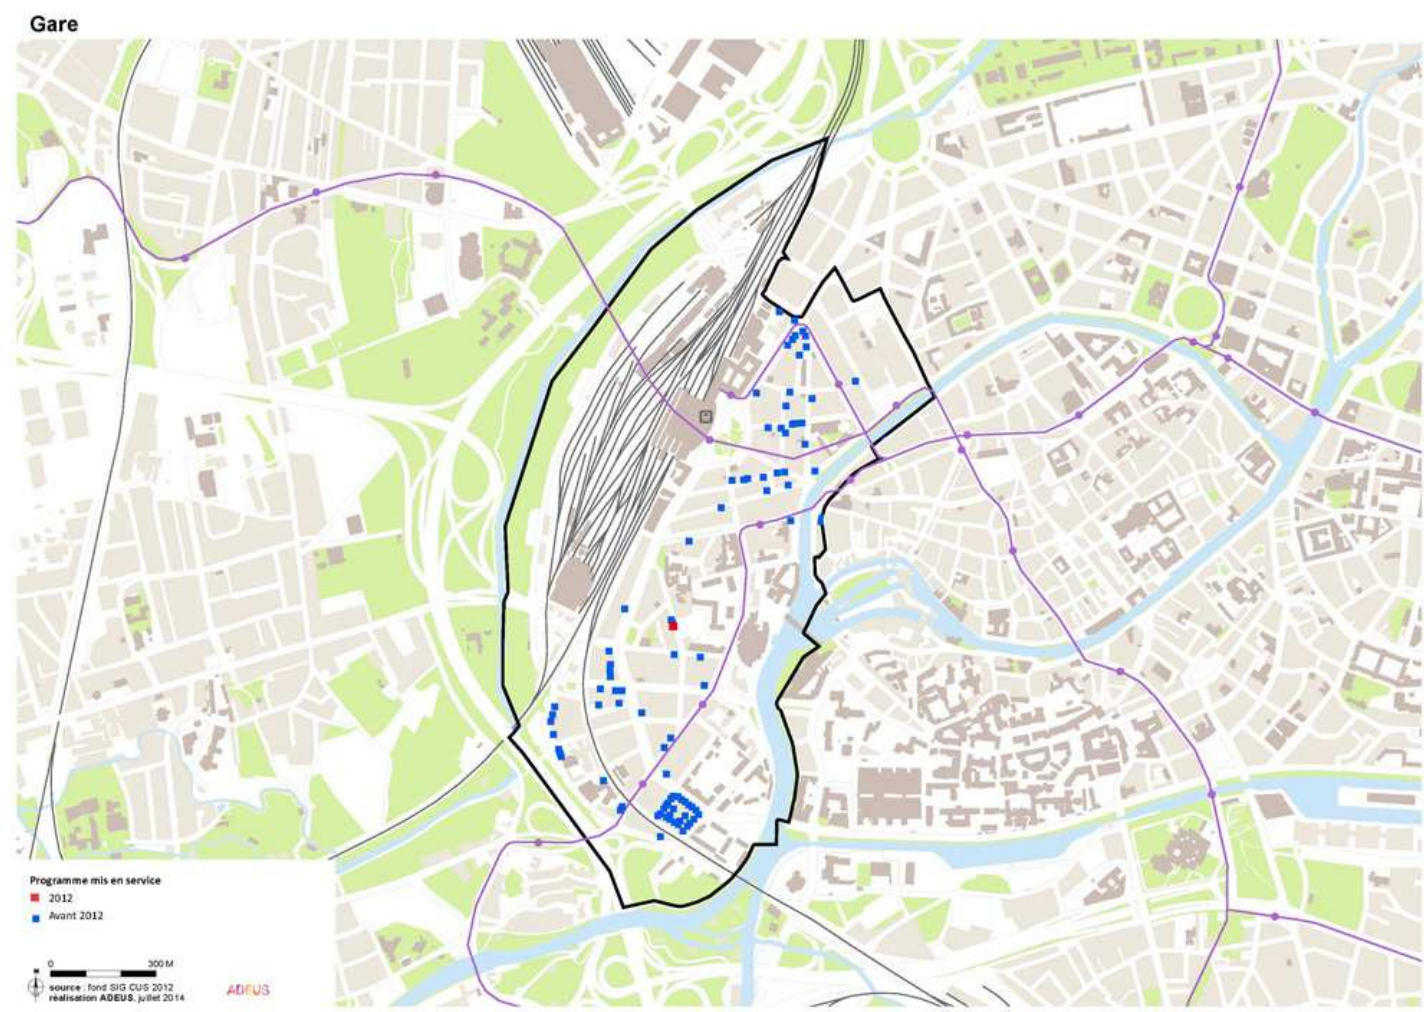 Gare
Programme mis en service
2012
Avant 2012
0 300 M
N
source : fond SIG CUS 2012
réalisation ADEUS, juillet 2014
ADEUS